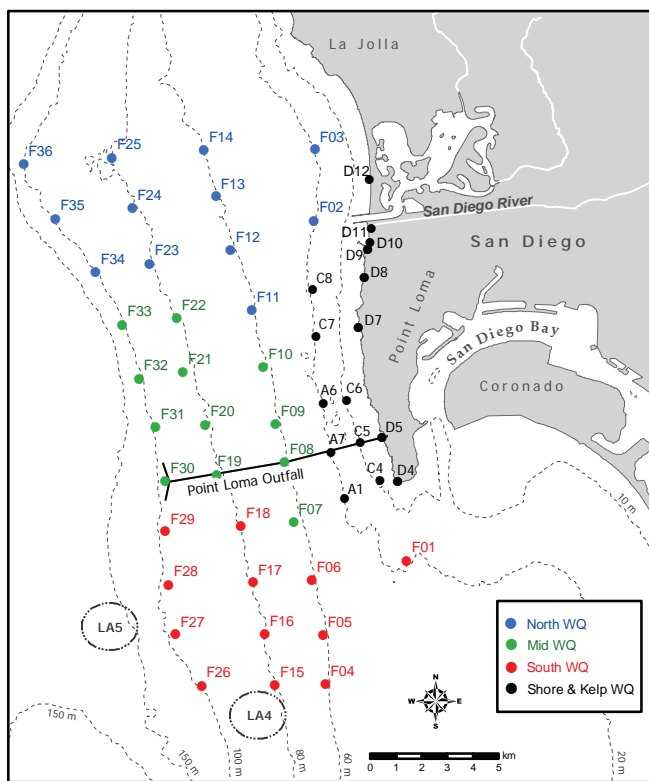 La Jolla
F36
F25
F14
F03
D12
F35
F24
F13
F02
San Diego River
D11
D10
San Diego
D9
F34
F23
F12
C8
D8
F33
F22
F11
Point Loma
San Diego Bay
C7
D7
F32
F21
F10
Coronado
A6
C6
F31
F20
F09
A7
C5
D5
F30
F19
F08
Point Loma Outfall
C4
D4
A1
10 m
F29
F18
F07
F01
F28
F17
F06
LA5
F27
F16
F05
F26
F15
F04
LA4
North WQ
Mid WQ
South WQ
Shore & Kelp WQ
N
W
E
S
150 m
150 m
100 m
80 m
60 m
20 m
km
0 1 2 3 4 5